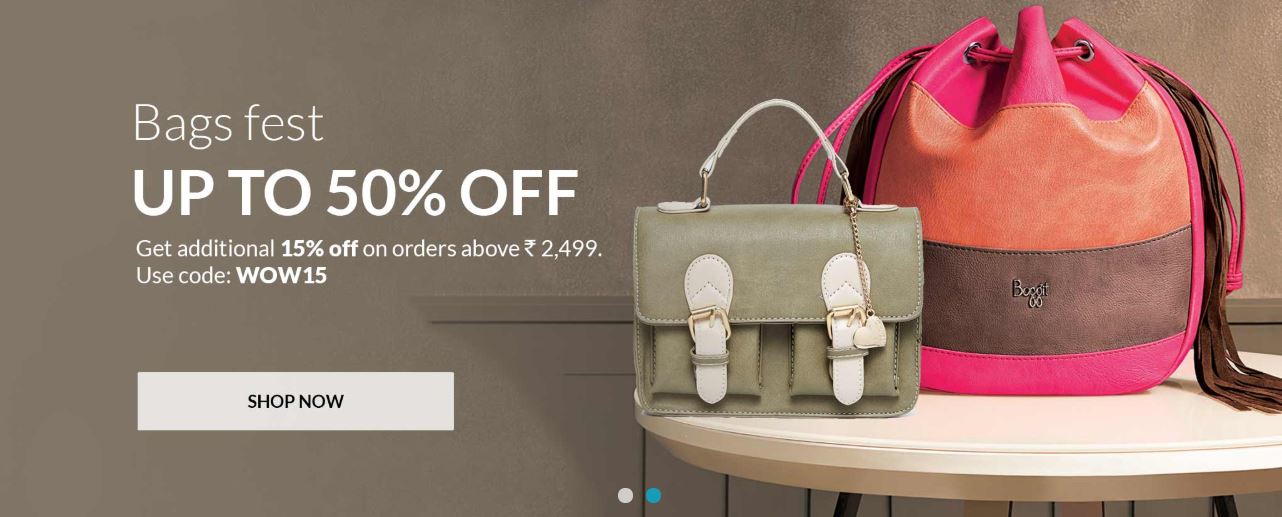 Bags fest
UP TO 50% OFF
Get additional 15% off on orders above ₹ 2,499.
Use code: WOW15
SHOP NOW
Baggit